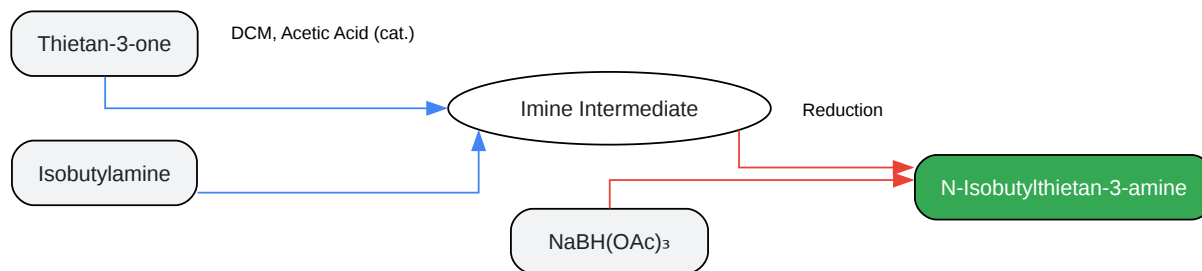 Thietan-3-one
DCM, Acetic Acid (cat.)
Imine Intermediate
Reduction
Isobutylamine
N-Isobutylthietan-3-amine
NaBH(OAc)₃